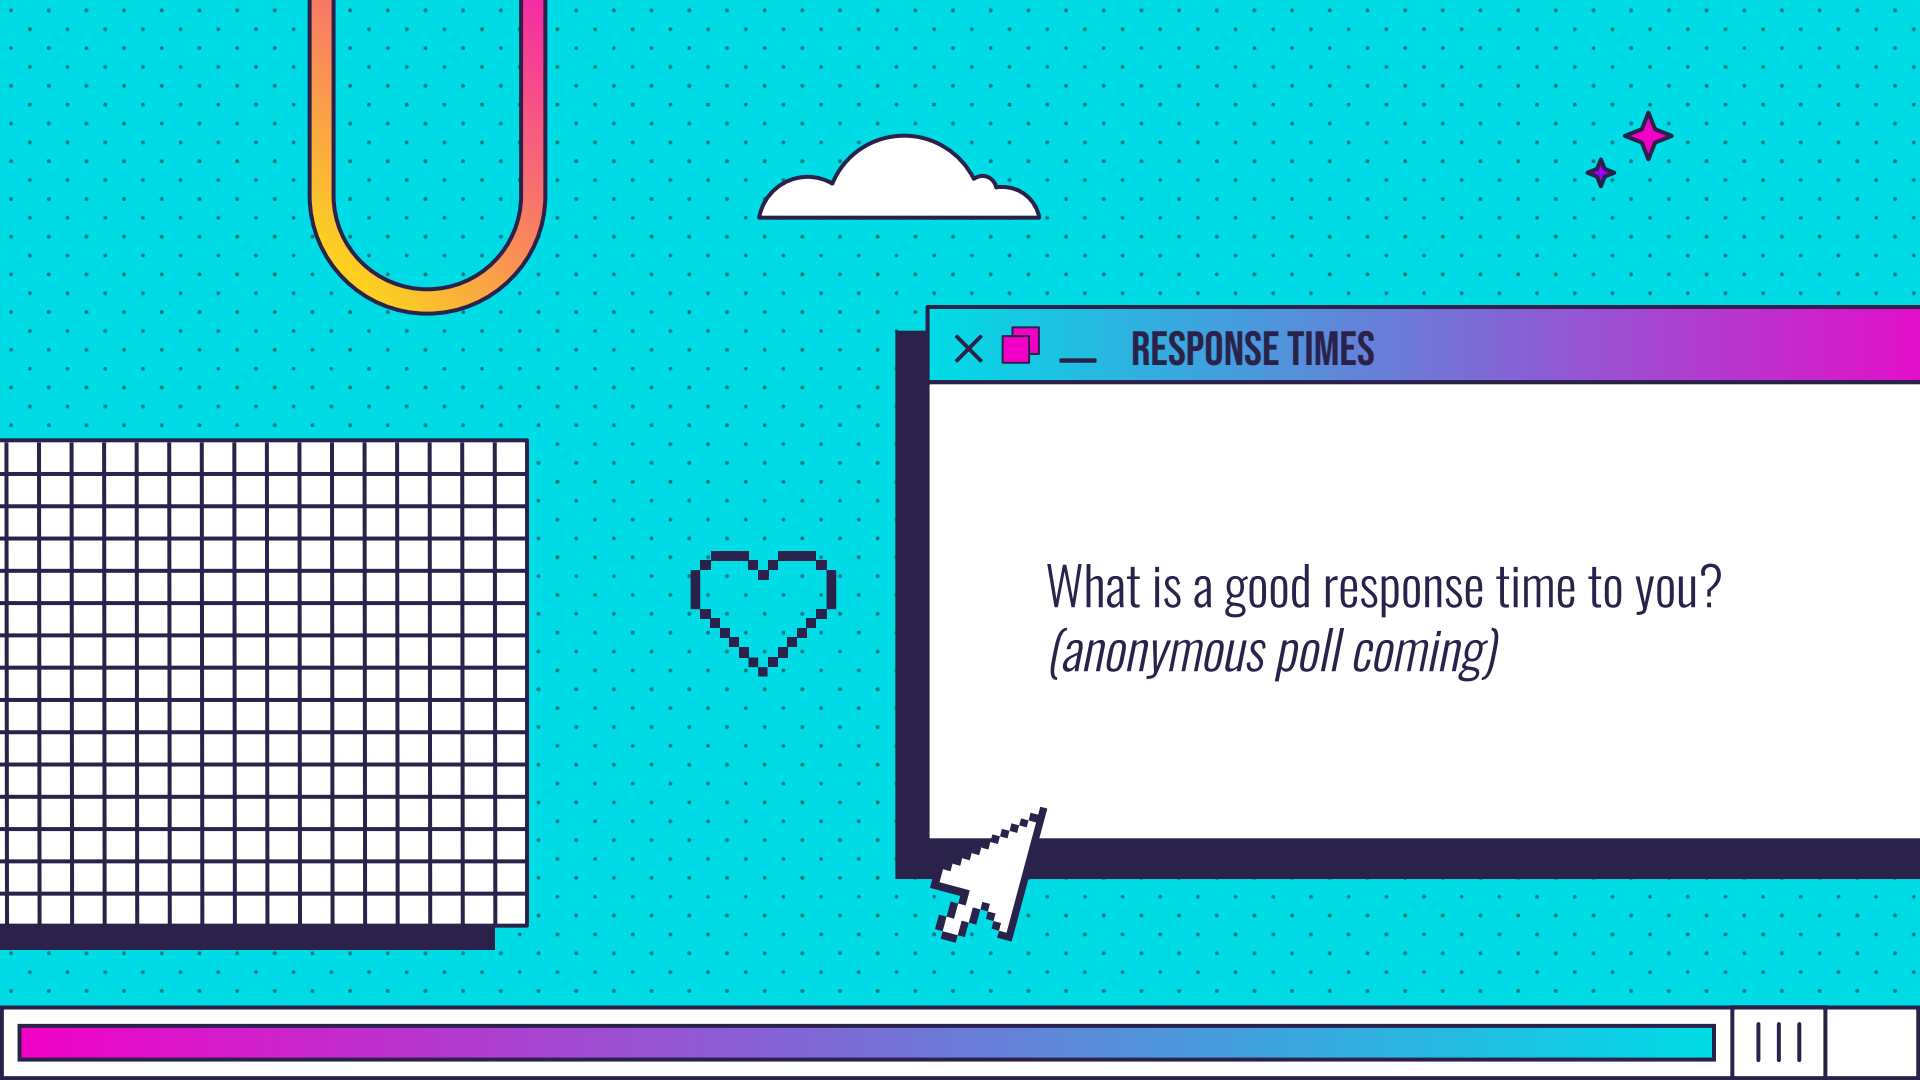 RESPONSE TIMES
What is a good response time to you?
(anonymous poll coming)